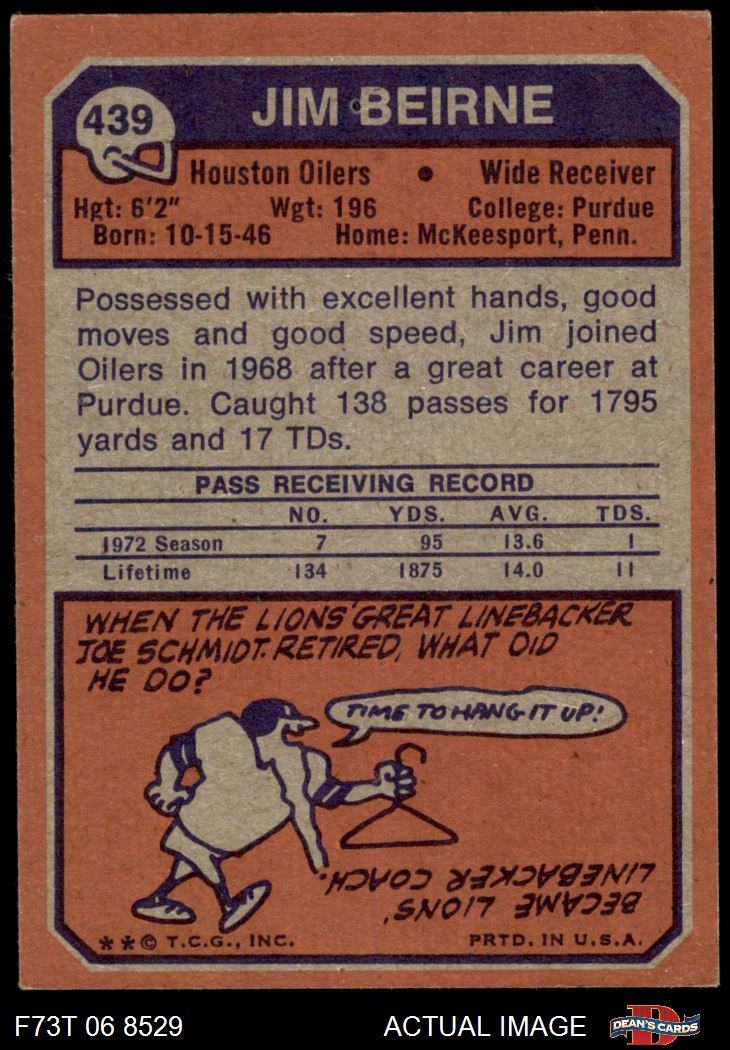 439
JIM BEIRNE
Houston Oilers • Wide Receiver
Hgt: 6'2" Wgt: 196 College: Purdue
Born: 10-15-46 Home: McKeesport, Penn.
Possessed with excellent hands, good
moves and good speed, Jim joined
Oilers in 1968 after a great career at
Purdue. Caught 138 passes for 1795
yards and 17 TDs.
PASS RECEIVING RECORD
NO. YDS. AVG. TDS.
1972 Season 7 95 13.6 1
Lifetime 134 1875 14.0 11
WHEN THE LIONS' GREAT LINEBACKER
JOE SCHMIDT RETIRED, WHAT DID
HE DO?
TIME TO HANG IT UP!
BECAME LIONS'
LINEBACKER COACH.
**© T.C.G., INC. PRTD. IN U.S.A.
F73T 06 8529 ACTUAL IMAGE
D
DEAN'S CARDS